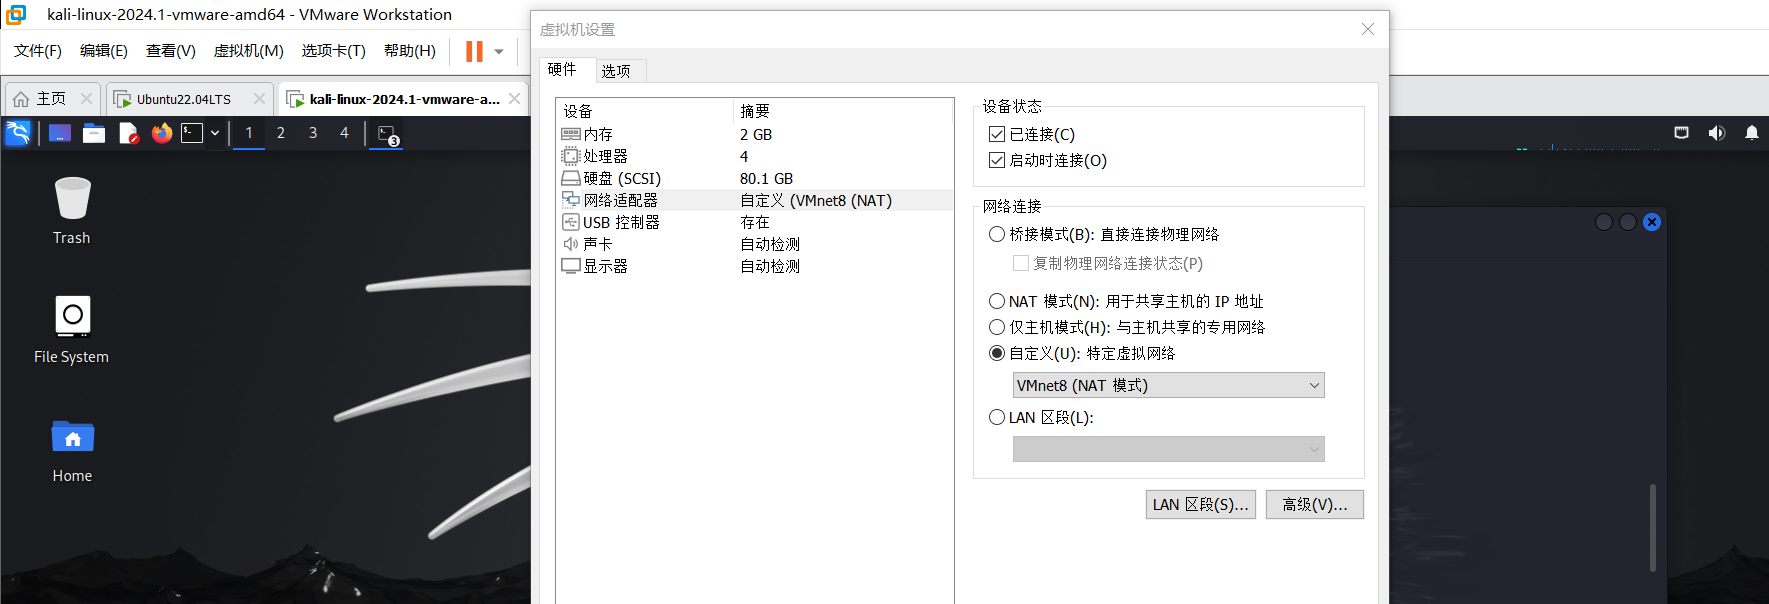 kali-linux-2024.1-vmware-amd64 - VMware Workstation
文件(F) 编辑(E) 查看(V) 虚拟机(M) 选项卡(T) 帮助(H)
主页 Ubuntu22.04LTS kali-linux-2024.1-vmware-a...
1 2 3 4 3
Trash
File System
Home
虚拟机设置
硬件 选项
设备 摘要
内存 2 GB
处理器 4
硬盘 (SCSI) 80.1 GB
网络适配器 自定义 (VMnet8 (NAT)
USB 控制器 存在
声卡 自动检测
显示器 自动检测
设备状态
已连接(C)
启动时连接(O)
网络连接
桥接模式(B): 直接连接物理网络
复制物理网络连接状态(P)
NAT 模式(N): 用于共享主机的 IP 地址
仅主机模式(H): 与主机共享的专用网络
自定义(U): 特定虚拟网络
VMnet8 (NAT 模式)
LAN 区段(L):
LAN 区段(S)... 高级(V)...